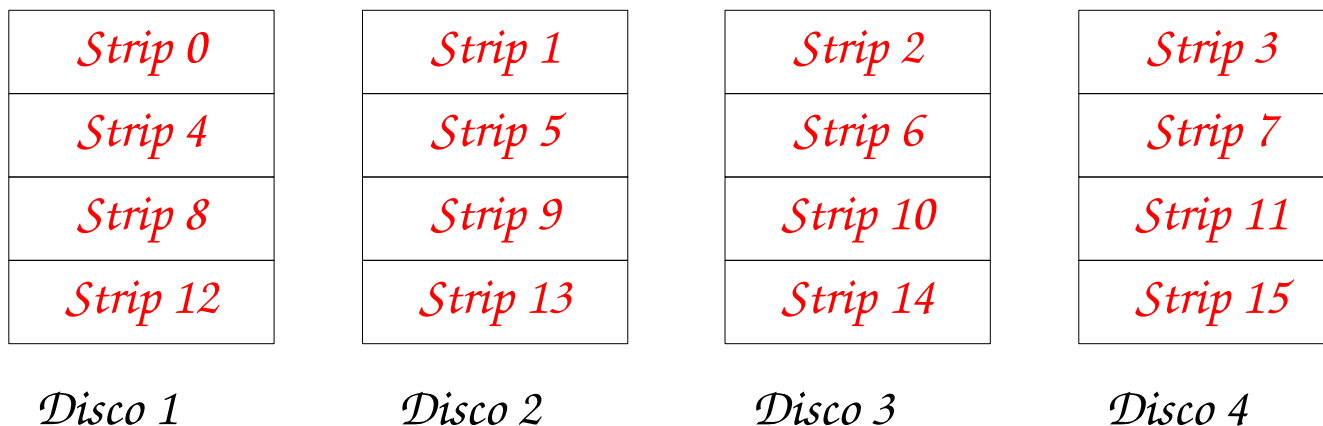 Strip 0 Strip 1 Strip 2 Strip 3
Strip 4 Strip 5 Strip 6 Strip 7
Strip 8 Strip 9 Strip 10 Strip 11
Strip 12 Strip 13 Strip 14 Strip 15
Disco 1 Disco 2 Disco 3 Disco 4